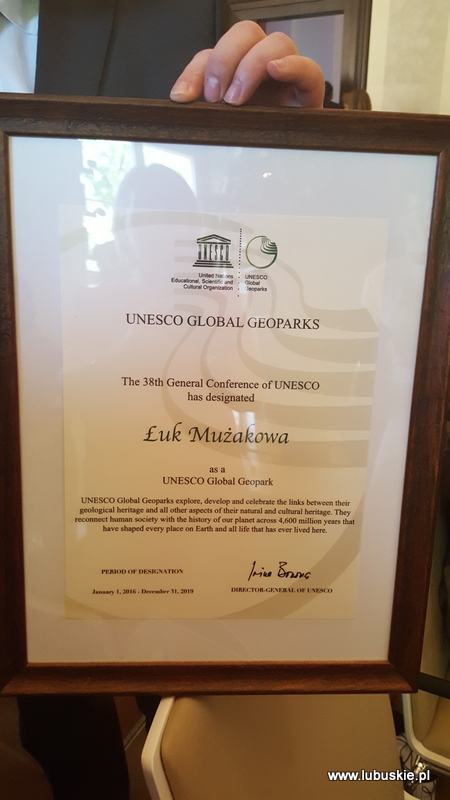 UNESCO
United Nations
Educational, Scientific and
Cultural Organization
UNESCO
Global
Geoparks
UNESCO GLOBAL GEOPARKS
The 38th General Conference of UNESCO
has designated
Łuk Mużakowa
as a
UNESCO Global Geopark
UNESCO Global Geoparks explore, develop and celebrate the links between their
geological heritage and all other aspects of their natural and cultural heritage. They
reconnect human society with the history of our planet across 4,600 million years that
have shaped every place on Earth and all life that has ever lived here.
PERIOD OF DESIGNATION
January 1, 2016 - December 31, 2019
Irina Bokova
DIRECTOR-GENERAL OF UNESCO
www.lubuskie.pl